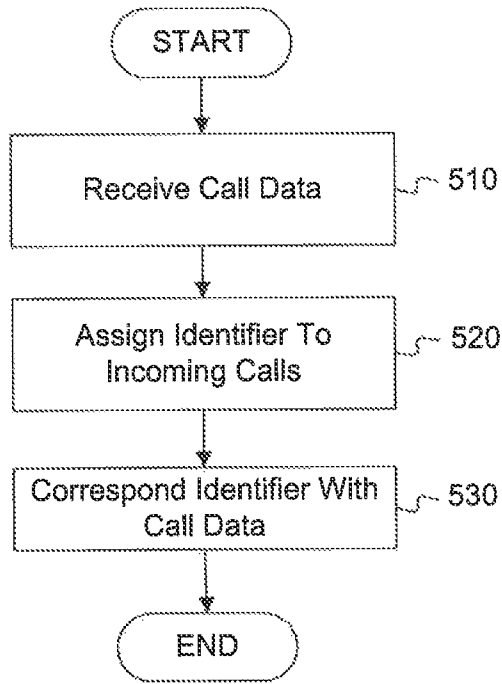 START
Receive Call Data
510
Assign Identifier To
Incoming Calls
520
Correspond Identifier With
Call Data
530
END